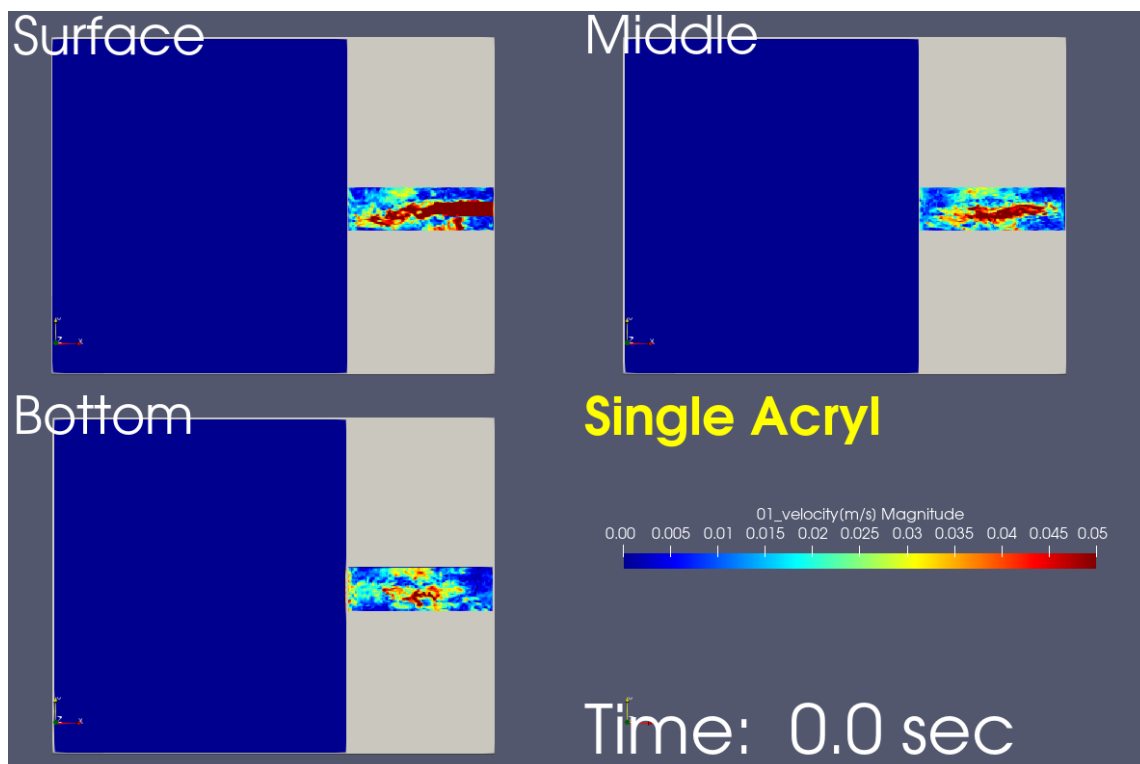 Surface
Middle
Z X
Z X
Bottom
Single Acryl
01_velocity[m/s] Magnitude
0.00 0.005 0.01 0.015 0.02 0.025 0.03 0.035 0.04 0.045 0.05
Z X
Time: 0.0 sec